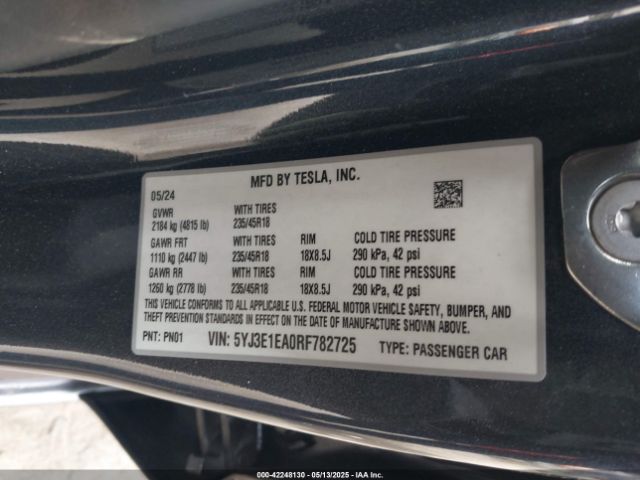 MFD BY TESLA, INC.
05/24
GVWR WITH TIRES
2184 kg (4815 lb) 235/45R18
GAWR FRT WITH TIRES RIM COLD TIRE PRESSURE
1110 kg (2447 lb) 235/45R18 18X8.5J 290 kPa, 42 psi
GAWR RR WITH TIRES RIM COLD TIRE PRESSURE
1260 kg (2778 lb) 235/45R18 18X8.5J 290 kPa, 42 psi
THIS VEHICLE CONFORMS TO ALL APPLICABLE U.S. FEDERAL MOTOR VEHICLE SAFETY, BUMPER, AND
THEFT PREVENTION STANDARDS IN EFFECT ON THE DATE OF MANUFACTURE SHOWN ABOVE.
PNT: PN01 VIN: 5YJ3E1EA0RF782725 TYPE: PASSENGER CAR
000-42248130 - 05/13/2025 - IAA Inc.